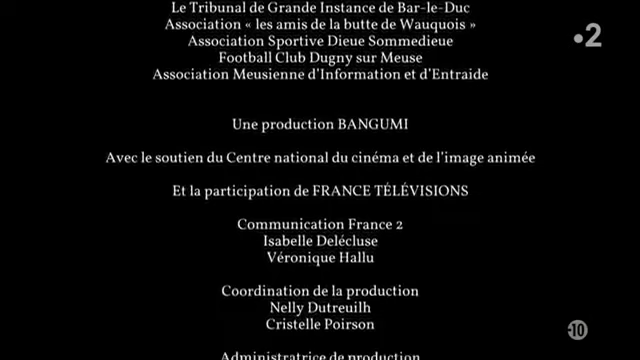 Le Tribunal de Grande Instance de Bar-le-Duc
Association « les amis de la butte de Wauquois »
Association Sportive Dieue Sommedieue
Football Club Dugny sur Meuse
Association Meusienne d'Information et d'Entraide
Une production BANGUMI
Avec le soutien du Centre national du cinéma et de l'image animée
Et la participation de FRANCE TÉLÉVISIONS
Communication France 2
Isabelle Delécluse
Véronique Hallu
Coordination de la production
Nelly Dutreuilh
Cristelle Poirson
Administratrice de production
2
-10